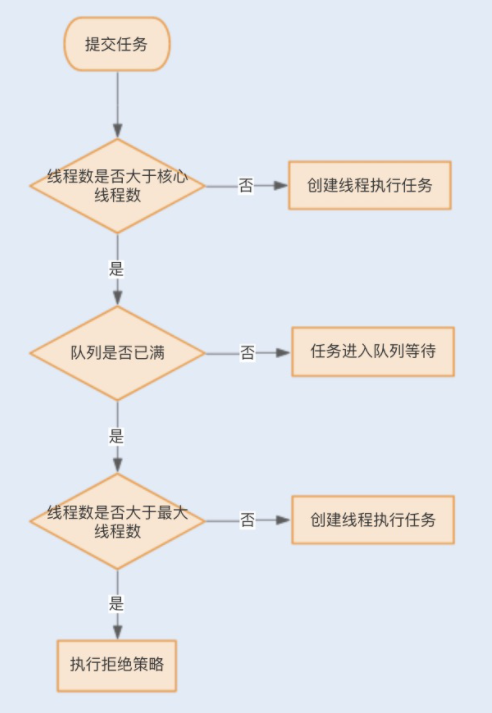 提交任务
线程数是否大于核心
线程数
否
创建线程执行任务
是
队列是否已满
否
任务进入队列等待
是
线程数是否大于最大
线程数
否
创建线程执行任务
是
执行拒绝策略